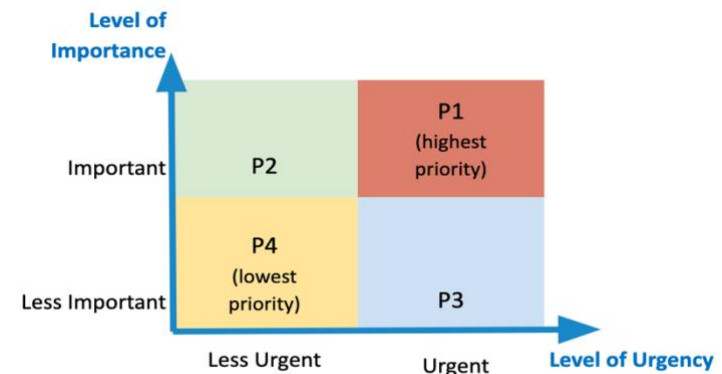 Level of
Importance
P1
(highest
priority)
Important
P2
P4
(lowest
priority)
Less Important
P3
Less Urgent
Urgent
Level of Urgency